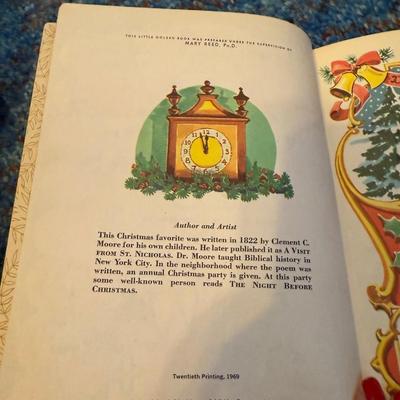 THIS LITTLE GOLDEN BOOK WAS PREPARED UNDER THE SUPERVISION OF
MARY REED, PH.D.
Author and Artist
This Christmas favorite was written in 1822 by Clement C.
Moore for his own children. He later published it as A VISIT
FROM ST. NICHOLAS. Dr. Moore taught Biblical history in
New York City. In the neighborhood where the poem was
written, an annual Christmas party is given. At this party
some well-known person reads THE NIGHT BEFORE
CHRISTMAS.
Twentieth Printing, 1969